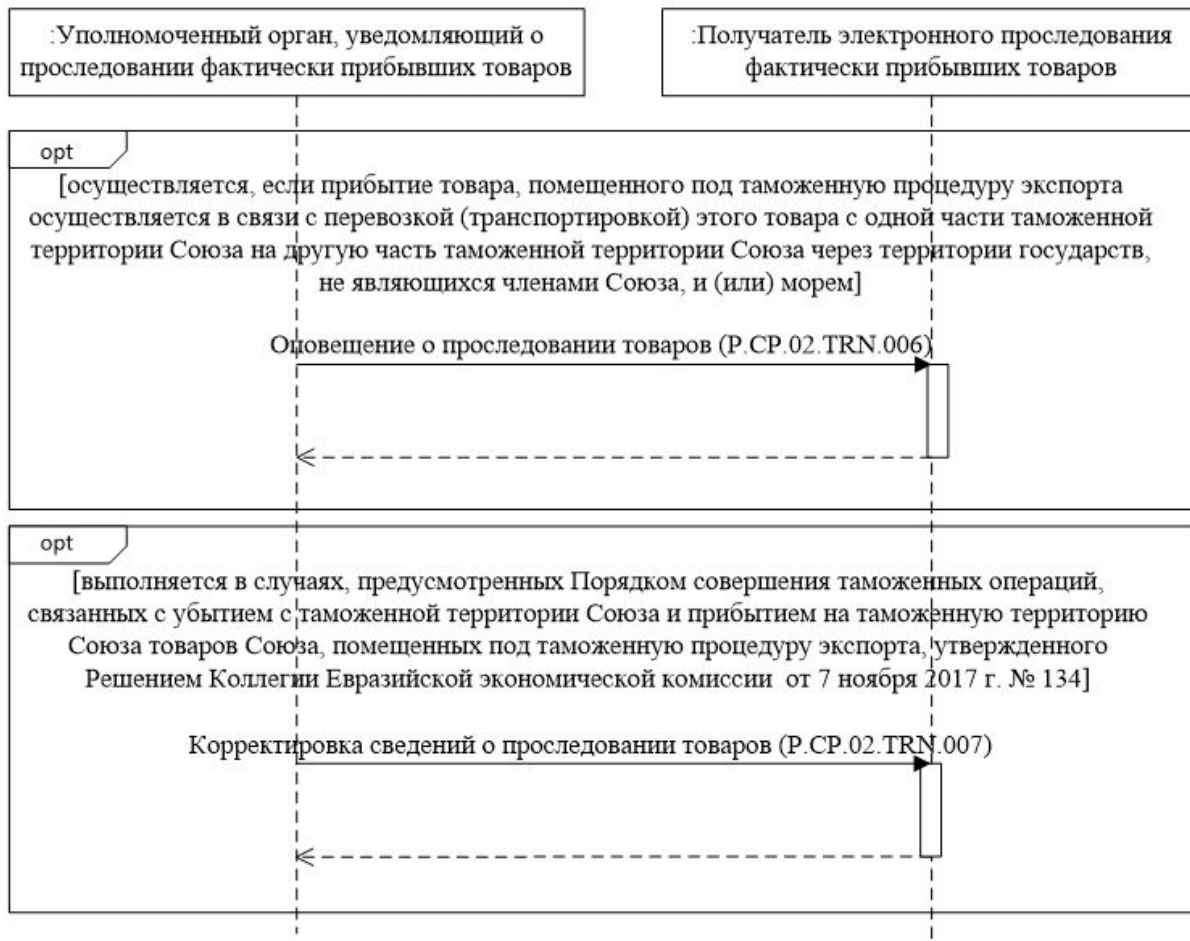 :Уполномоченный орган, уведомляющий о
проследовании фактически прибывших товаров
:Получатель электронного проследования
фактически прибывших товаров
opt
[осуществляется, если прибытие товара, помещенного под таможенную процедуру экспорта
осуществляется в связи с перевозкой (транспортировкой) этого товара с одной части таможенной
территории Союза на другую часть таможенной территории Союза через территории государств,
не являющихся членами Союза, и (или) морем]
Оповещение о проследовании товаров (P.CP.02.TRN.006)
opt
[выполняется в случаях, предусмотренных Порядком совершения таможенных операций,
связанных с убытием с таможенной территории Союза и прибытием на таможенную территорию
Союза товаров Союза, помещенных под таможенную процедуру экспорта, утвержденного
Решением Коллегии Евразийской экономической комиссии от 7 ноября 2017 г. № 134]
Корректировка сведений о проследовании товаров (P.CP.02.TRN.007)